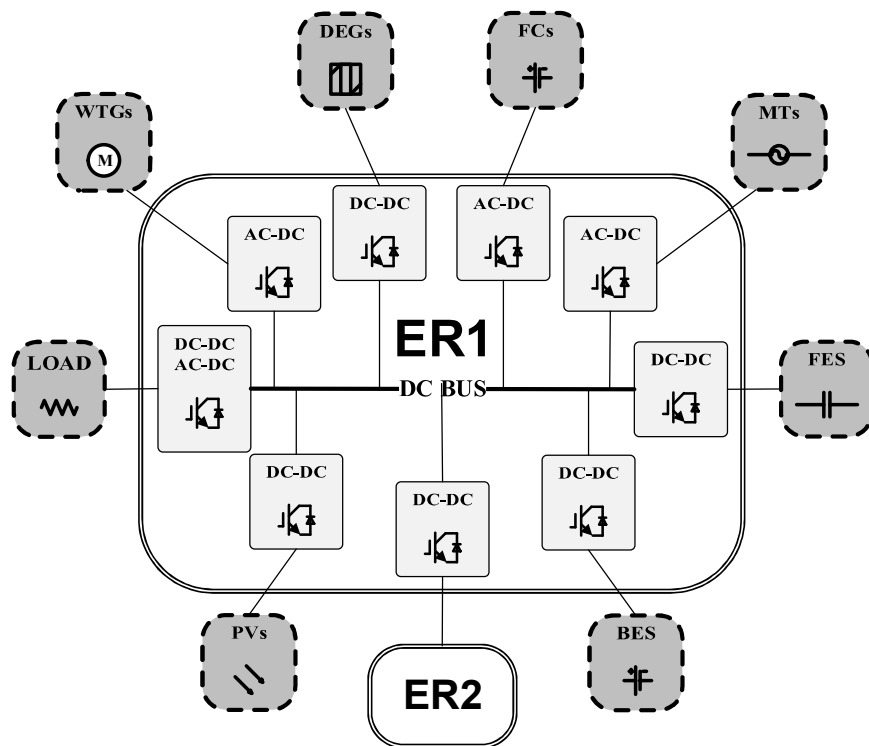 DEGs
FCs
WTGs
M
MTs
DC-DC
AC-DC
AC-DC
AC-DC
ER1
LOAD
DC-DC
AC-DC
DC-DC
FES
DC BUS
DC-DC
DC-DC
DC-DC
PVs
BES
ER2